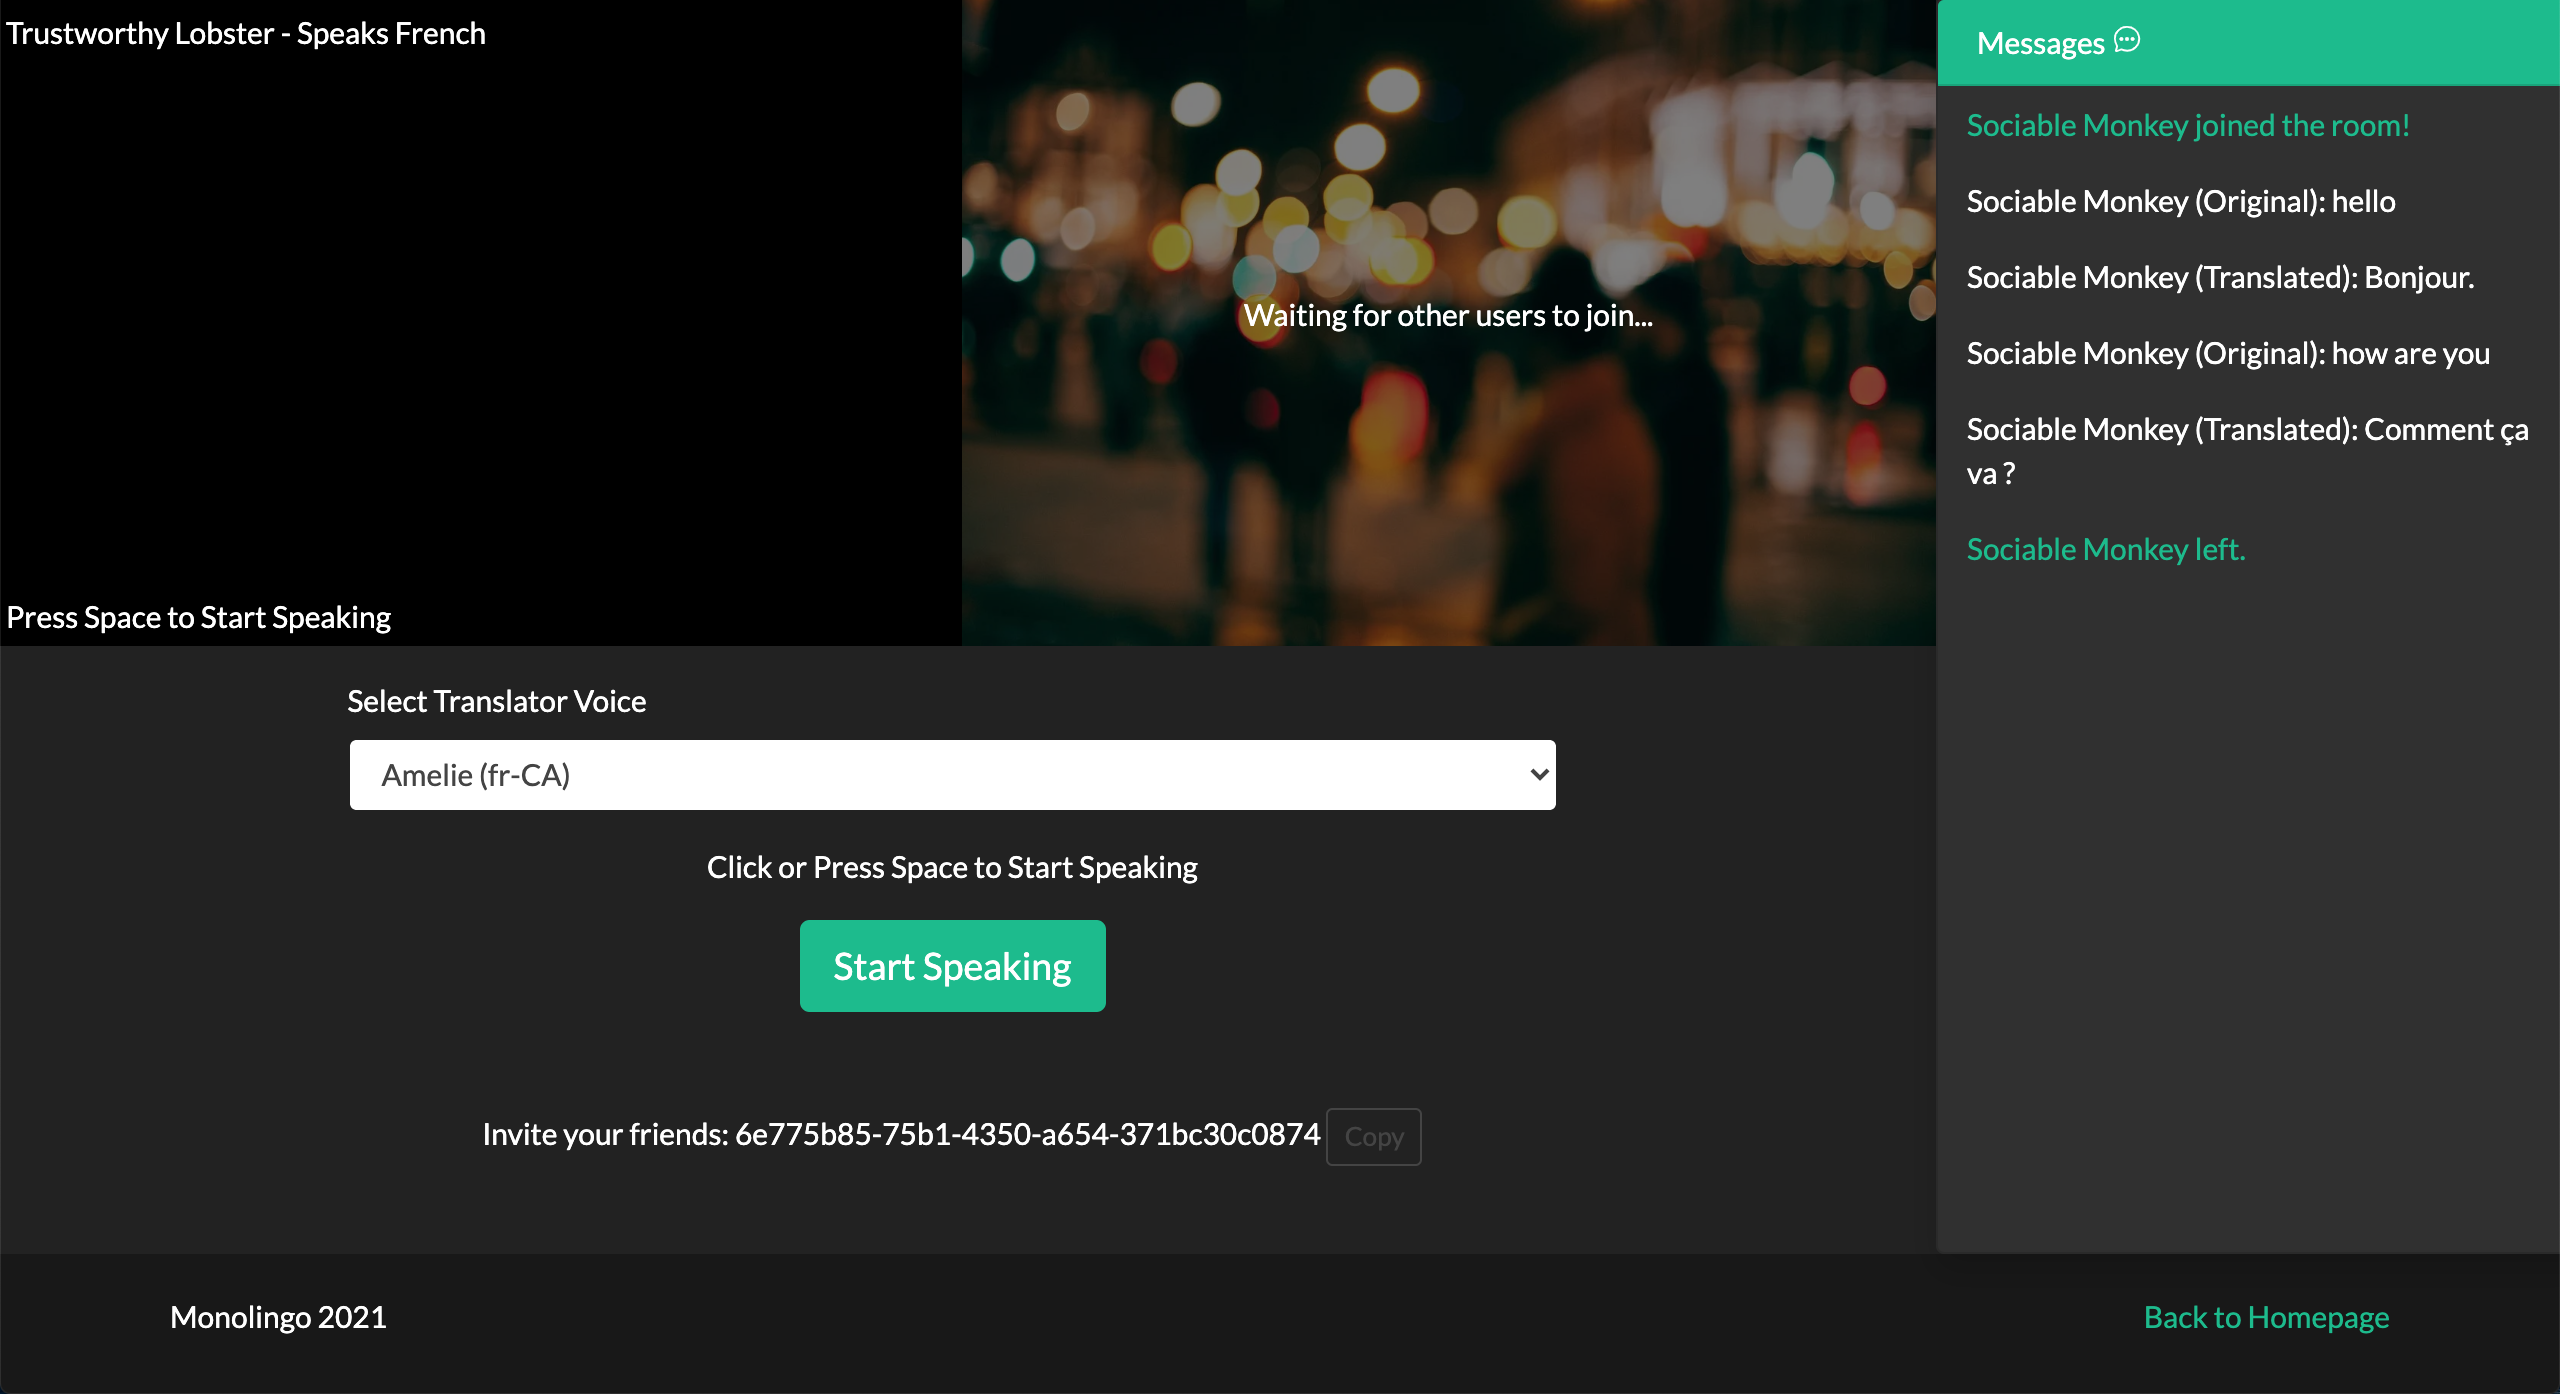 Trustworthy Lobster - Speaks French
Waiting for other users to join...
Press Space to Start Speaking
Select Translator Voice
Amelie (fr-CA)
Click or Press Space to Start Speaking
Start Speaking
Invite your friends: 6e775b85-75b1-4350-a654-371bc30c0874 Copy
Messages
Sociable Monkey joined the room!
Sociable Monkey (Original): hello
Sociable Monkey (Translated): Bonjour.
Sociable Monkey (Original): how are you
Sociable Monkey (Translated): Comment ça
va ?
Sociable Monkey left.
Monolingo 2021
Back to Homepage